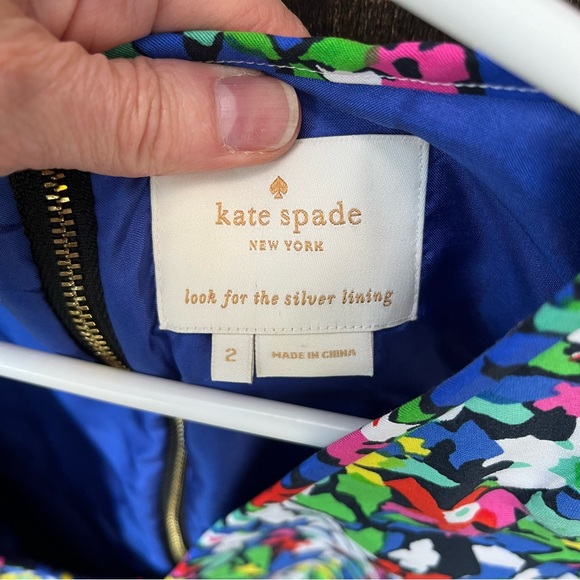 kate spade
NEW YORK
look for the silver lining
2
MADE IN CHINA